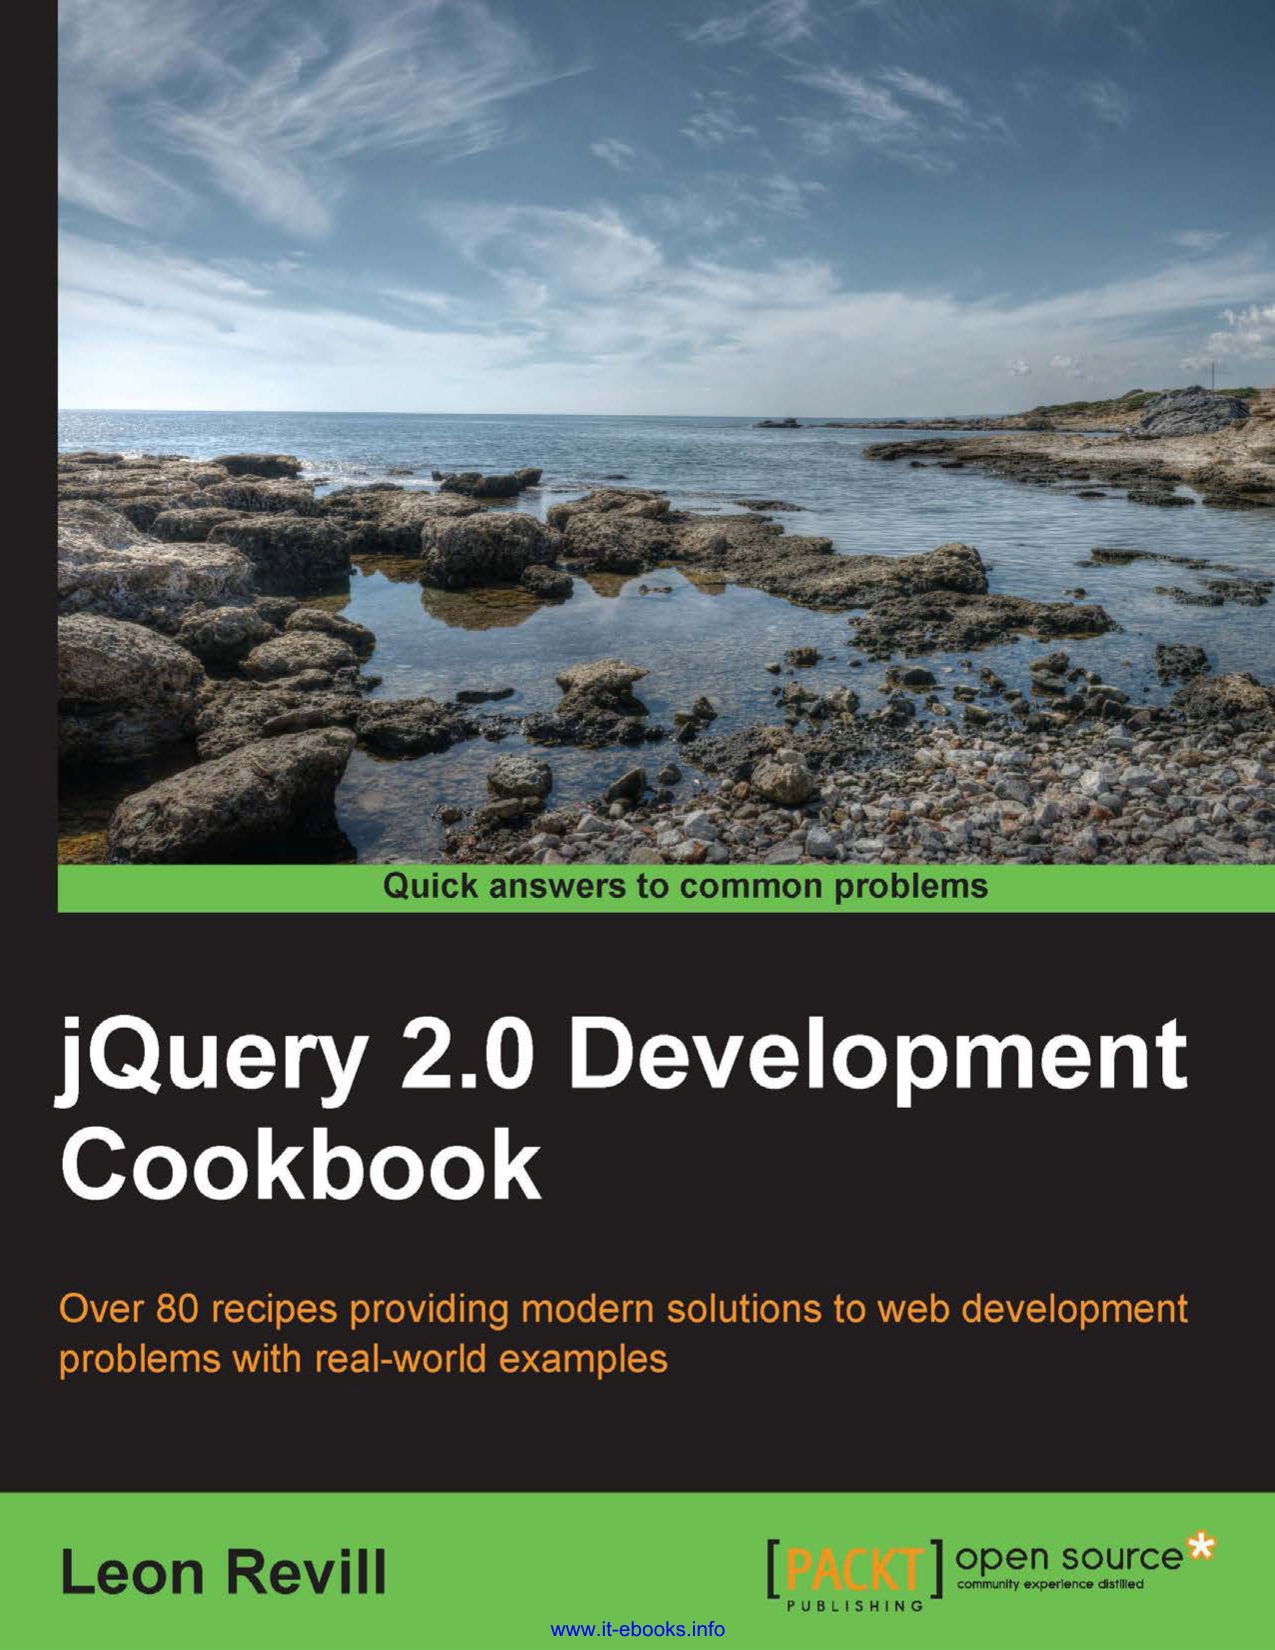 Quick answers to common problems
jQuery 2.0 Development
Cookbook
Over 80 recipes providing modern solutions to web development
problems with real-world examples
Leon Revill
[PACKT]
PUBLISHING
open source*
community experience distilled
www.it-ebooks.info